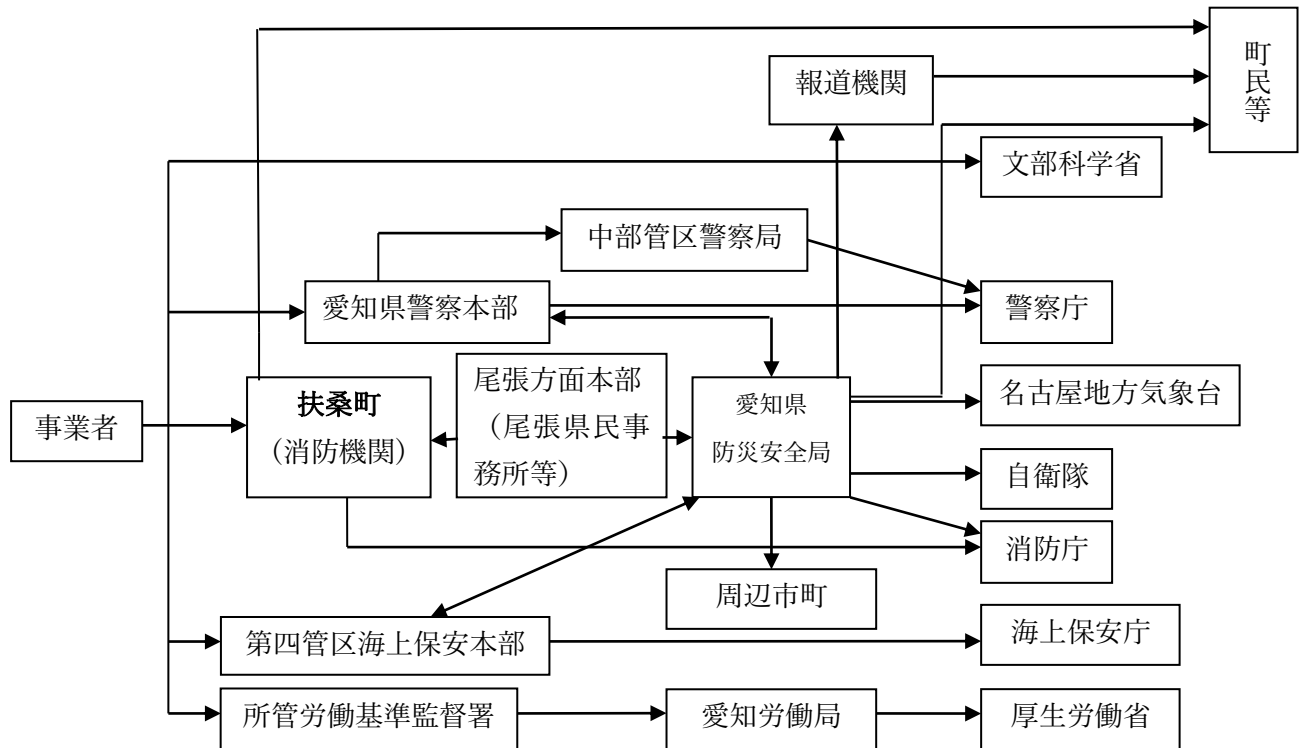 町民等
報道機関
文部科学省
中部管区警察局
愛知県警察本部
警察庁
尾張方面本部
（尾張県民事
務所等）
扶桑町
（消防機関）
愛知県
防災安全局
名古屋地方気象台
事業者
自衛隊
消防庁
周辺市町
第四管区海上保安本部
海上保安庁
所管労働基準監督署
愛知労働局
厚生労働省